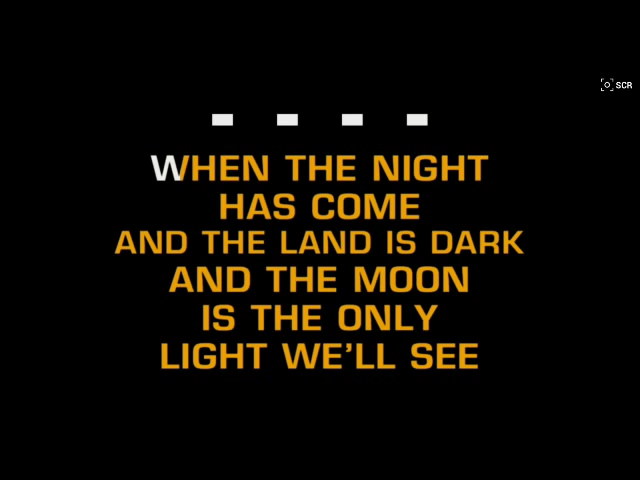 SCR
WHEN THE NIGHT
HAS COME
AND THE LAND IS DARK
AND THE MOON
IS THE ONLY
LIGHT WE'LL SEE